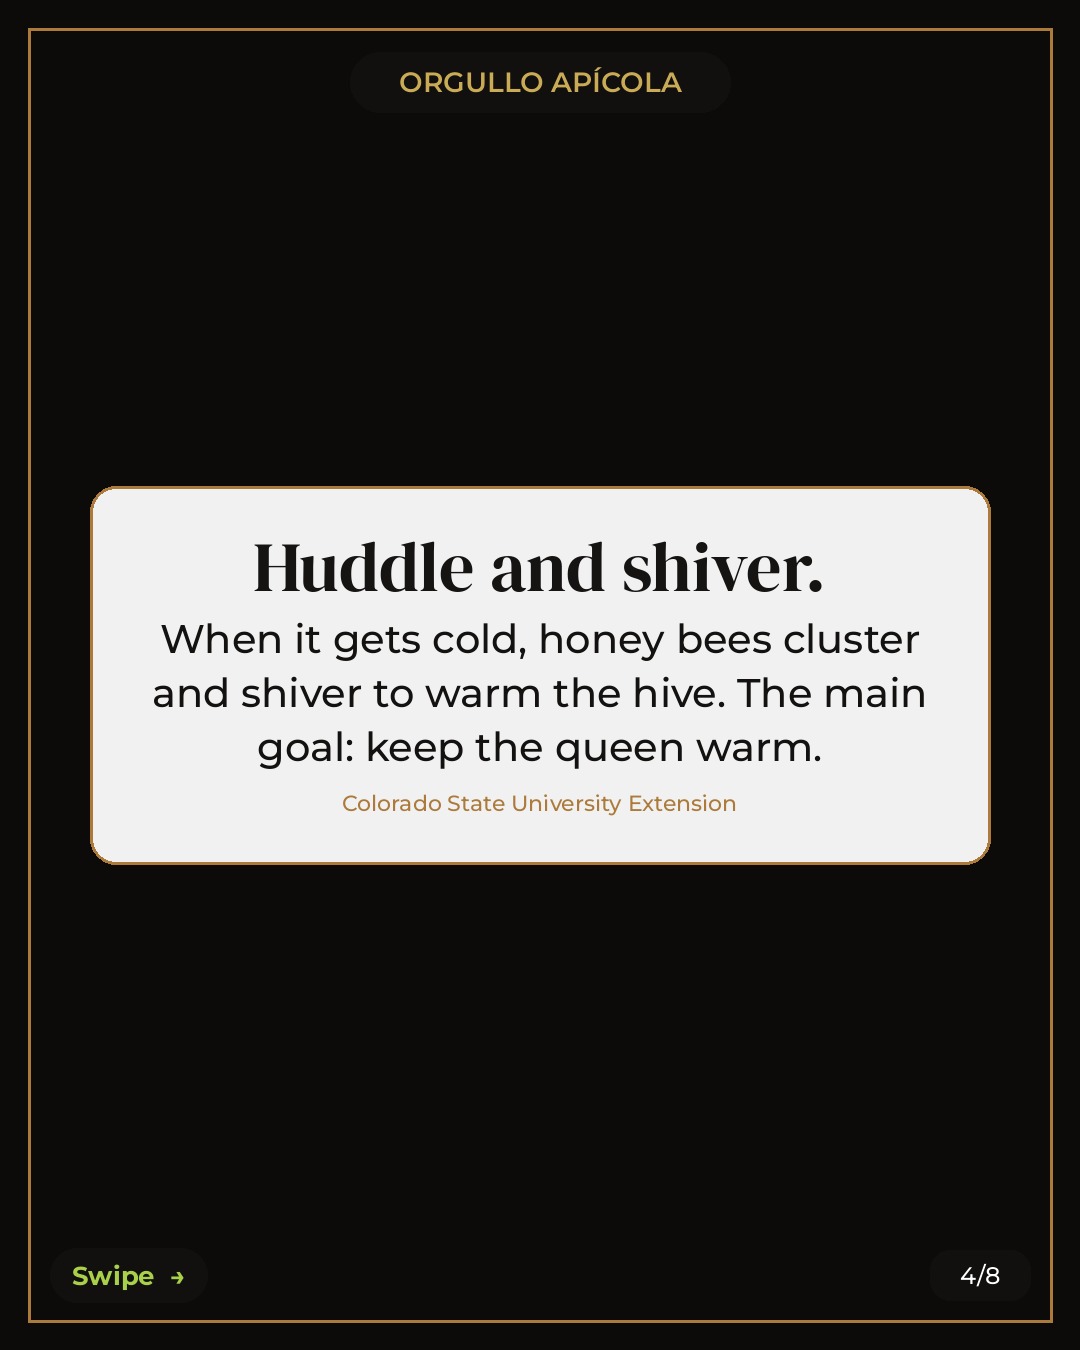 ORGULLO APÍCOLA
Huddle and shiver.
When it gets cold, honey bees cluster
and shiver to warm the hive. The main
goal: keep the queen warm.
Colorado State University Extension
Swipe →
4/8